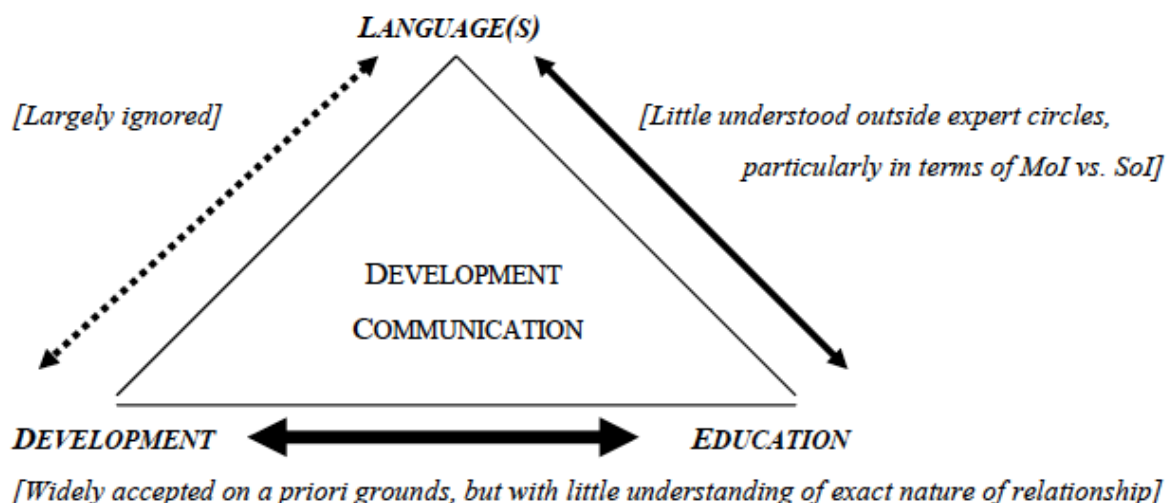 LANGUAGE(S)
[Largely ignored]
[Little understood outside expert circles,
particularly in terms of MoI vs. SoI]
DEVELOPMENT
COMMUNICATION
DEVELOPMENT
EDUCATION
[Widely accepted on a priori grounds, but with little understanding of exact nature of relationship]